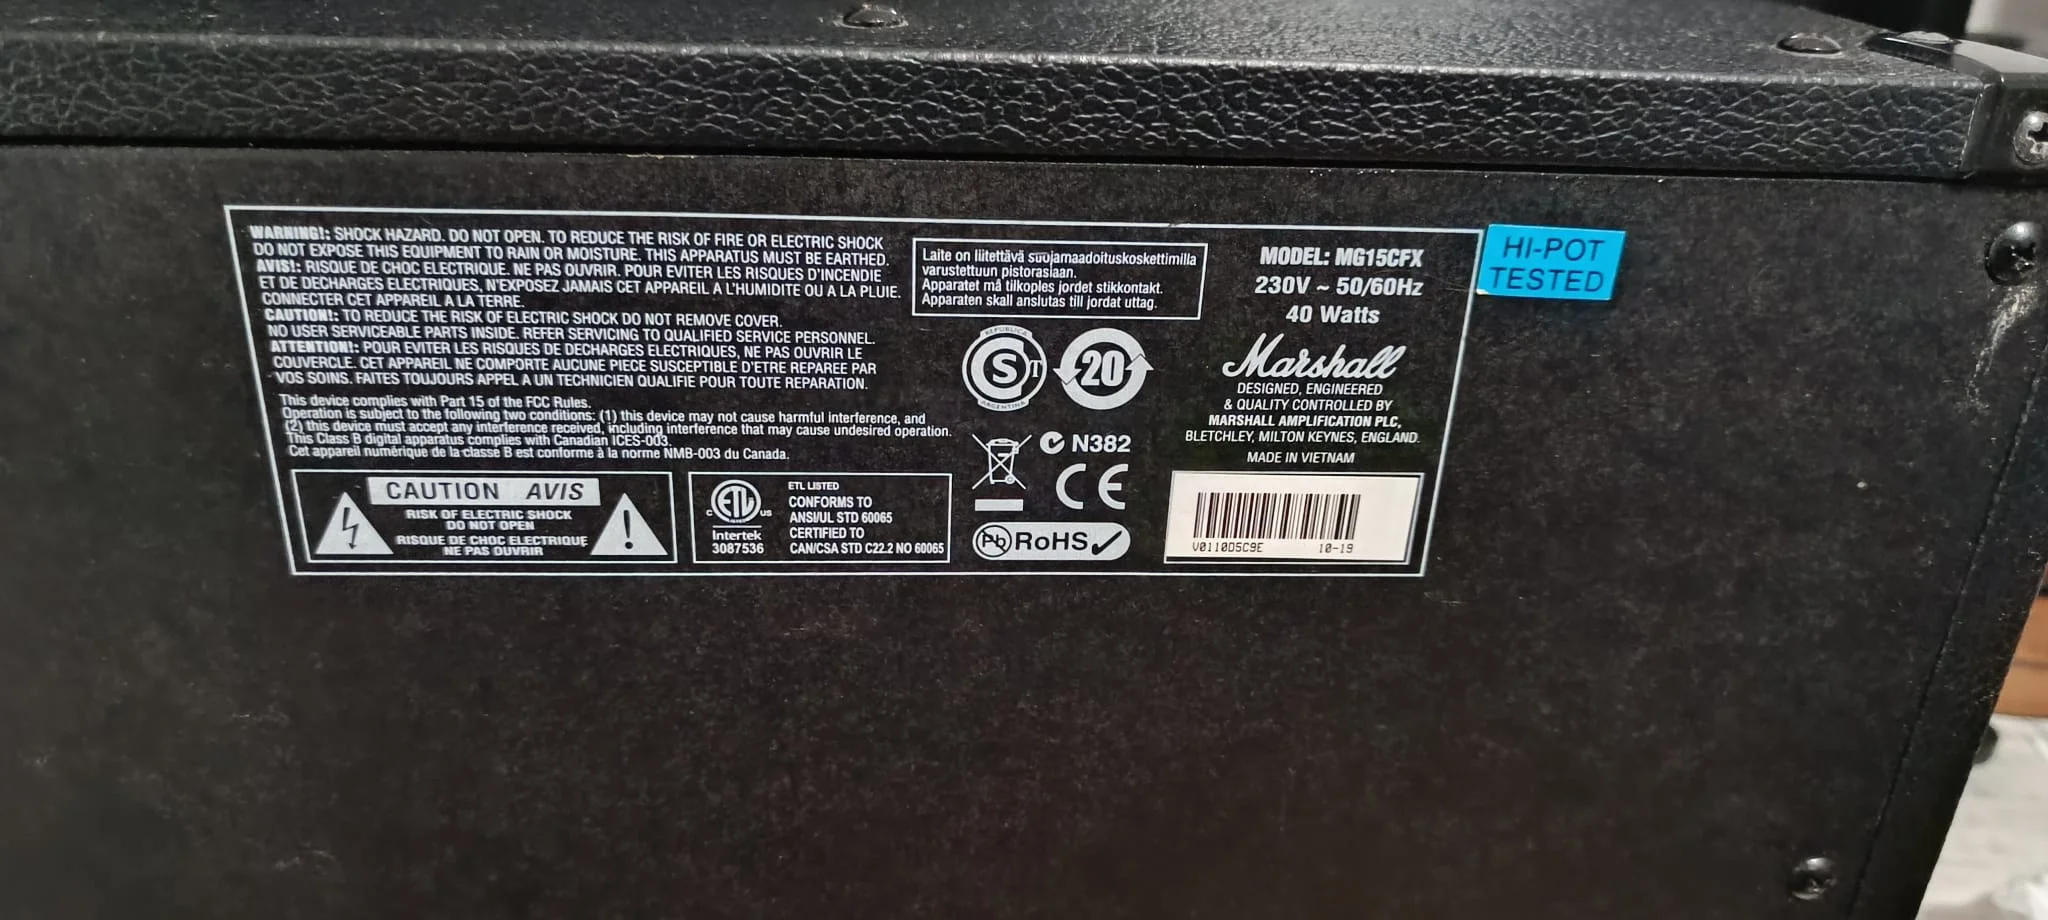 WARNING!: SHOCK HAZARD. DO NOT OPEN. TO REDUCE THE RISK OF FIRE OR ELECTRIC SHOCK
DO NOT EXPOSE THIS EQUIPMENT TO RAIN OR MOISTURE. THIS APPARATUS MUST BE EARTHED.
AVIS!: RISQUE DE CHOC ELECTRIQUE. NE PAS OUVRIR. POUR EVITER LES RISQUES D'INCENDIE
ET DE DECHARGES ELECTRIQUES, N'EXPOSEZ JAMAIS CET APPAREIL A L'HUMIDITE OU A LA PLUIE.
CONNECTER CET APPAREIL A LA TERRE.
CAUTION!: TO REDUCE THE RISK OF ELECTRIC SHOCK DO NOT REMOVE COVER.
NO USER SERVICEABLE PARTS INSIDE. REFER SERVICING TO QUALIFIED SERVICE PERSONNEL.
ATTENTION!: POUR EVITER LES RISQUES DE DECHARGES ELECTRIQUES, NE PAS OUVRIR LE
COUVERCLE. CET APPAREIL NE COMPORTE AUCUNE PIECE SUSCEPTIBLE D'ETRE REPAREE PAR
VOS SOINS. FAITES TOUJOURS APPEL A UN TECHNICIEN QUALIFIE POUR TOUTE REPARATION.
This device complies with Part 15 of the FCC Rules.
Operation is subject to the following two conditions: (1) this device may not cause harmful interference, and
(2) this device must accept any interference received, including interference that may cause undesired operation.
This Class B digital apparatus complies with Canadian ICES-003.
Cet appareil numérique de la classe B est conforme à la norme NMB-003 du Canada.
CAUTION AVIS
RISK OF ELECTRIC SHOCK
DO NOT OPEN
RISQUE DE CHOC ELECTRIQUE
NE PAS OUVRIR
C ETL US
Intertek
3087536
ETL LISTED
CONFORMS TO
ANSI/UL STD 60065
CERTIFIED TO
CAN/CSA STD C22.2 NO 60065
Laite on liitettävä suojamaadoituskoskettimilla
varustettuun pistorasiaan.
Apparatet må tilkoples jordet stikkontakt.
Apparaten skall anslutas till jordat uttag.
REPUBLICA
S T
ARGENTINA
20
N382
CE
Pb RoHS
MODEL: MG15CFX
230V ~ 50/60Hz
40 Watts
Marshall
DESIGNED, ENGINEERED
& QUALITY CONTROLLED BY
MARSHALL AMPLIFICATION PLC,
BLETCHLEY, MILTON KEYNES, ENGLAND.
MADE IN VIETNAM
V0110D5C9E 10-19
HI-POT
TESTED